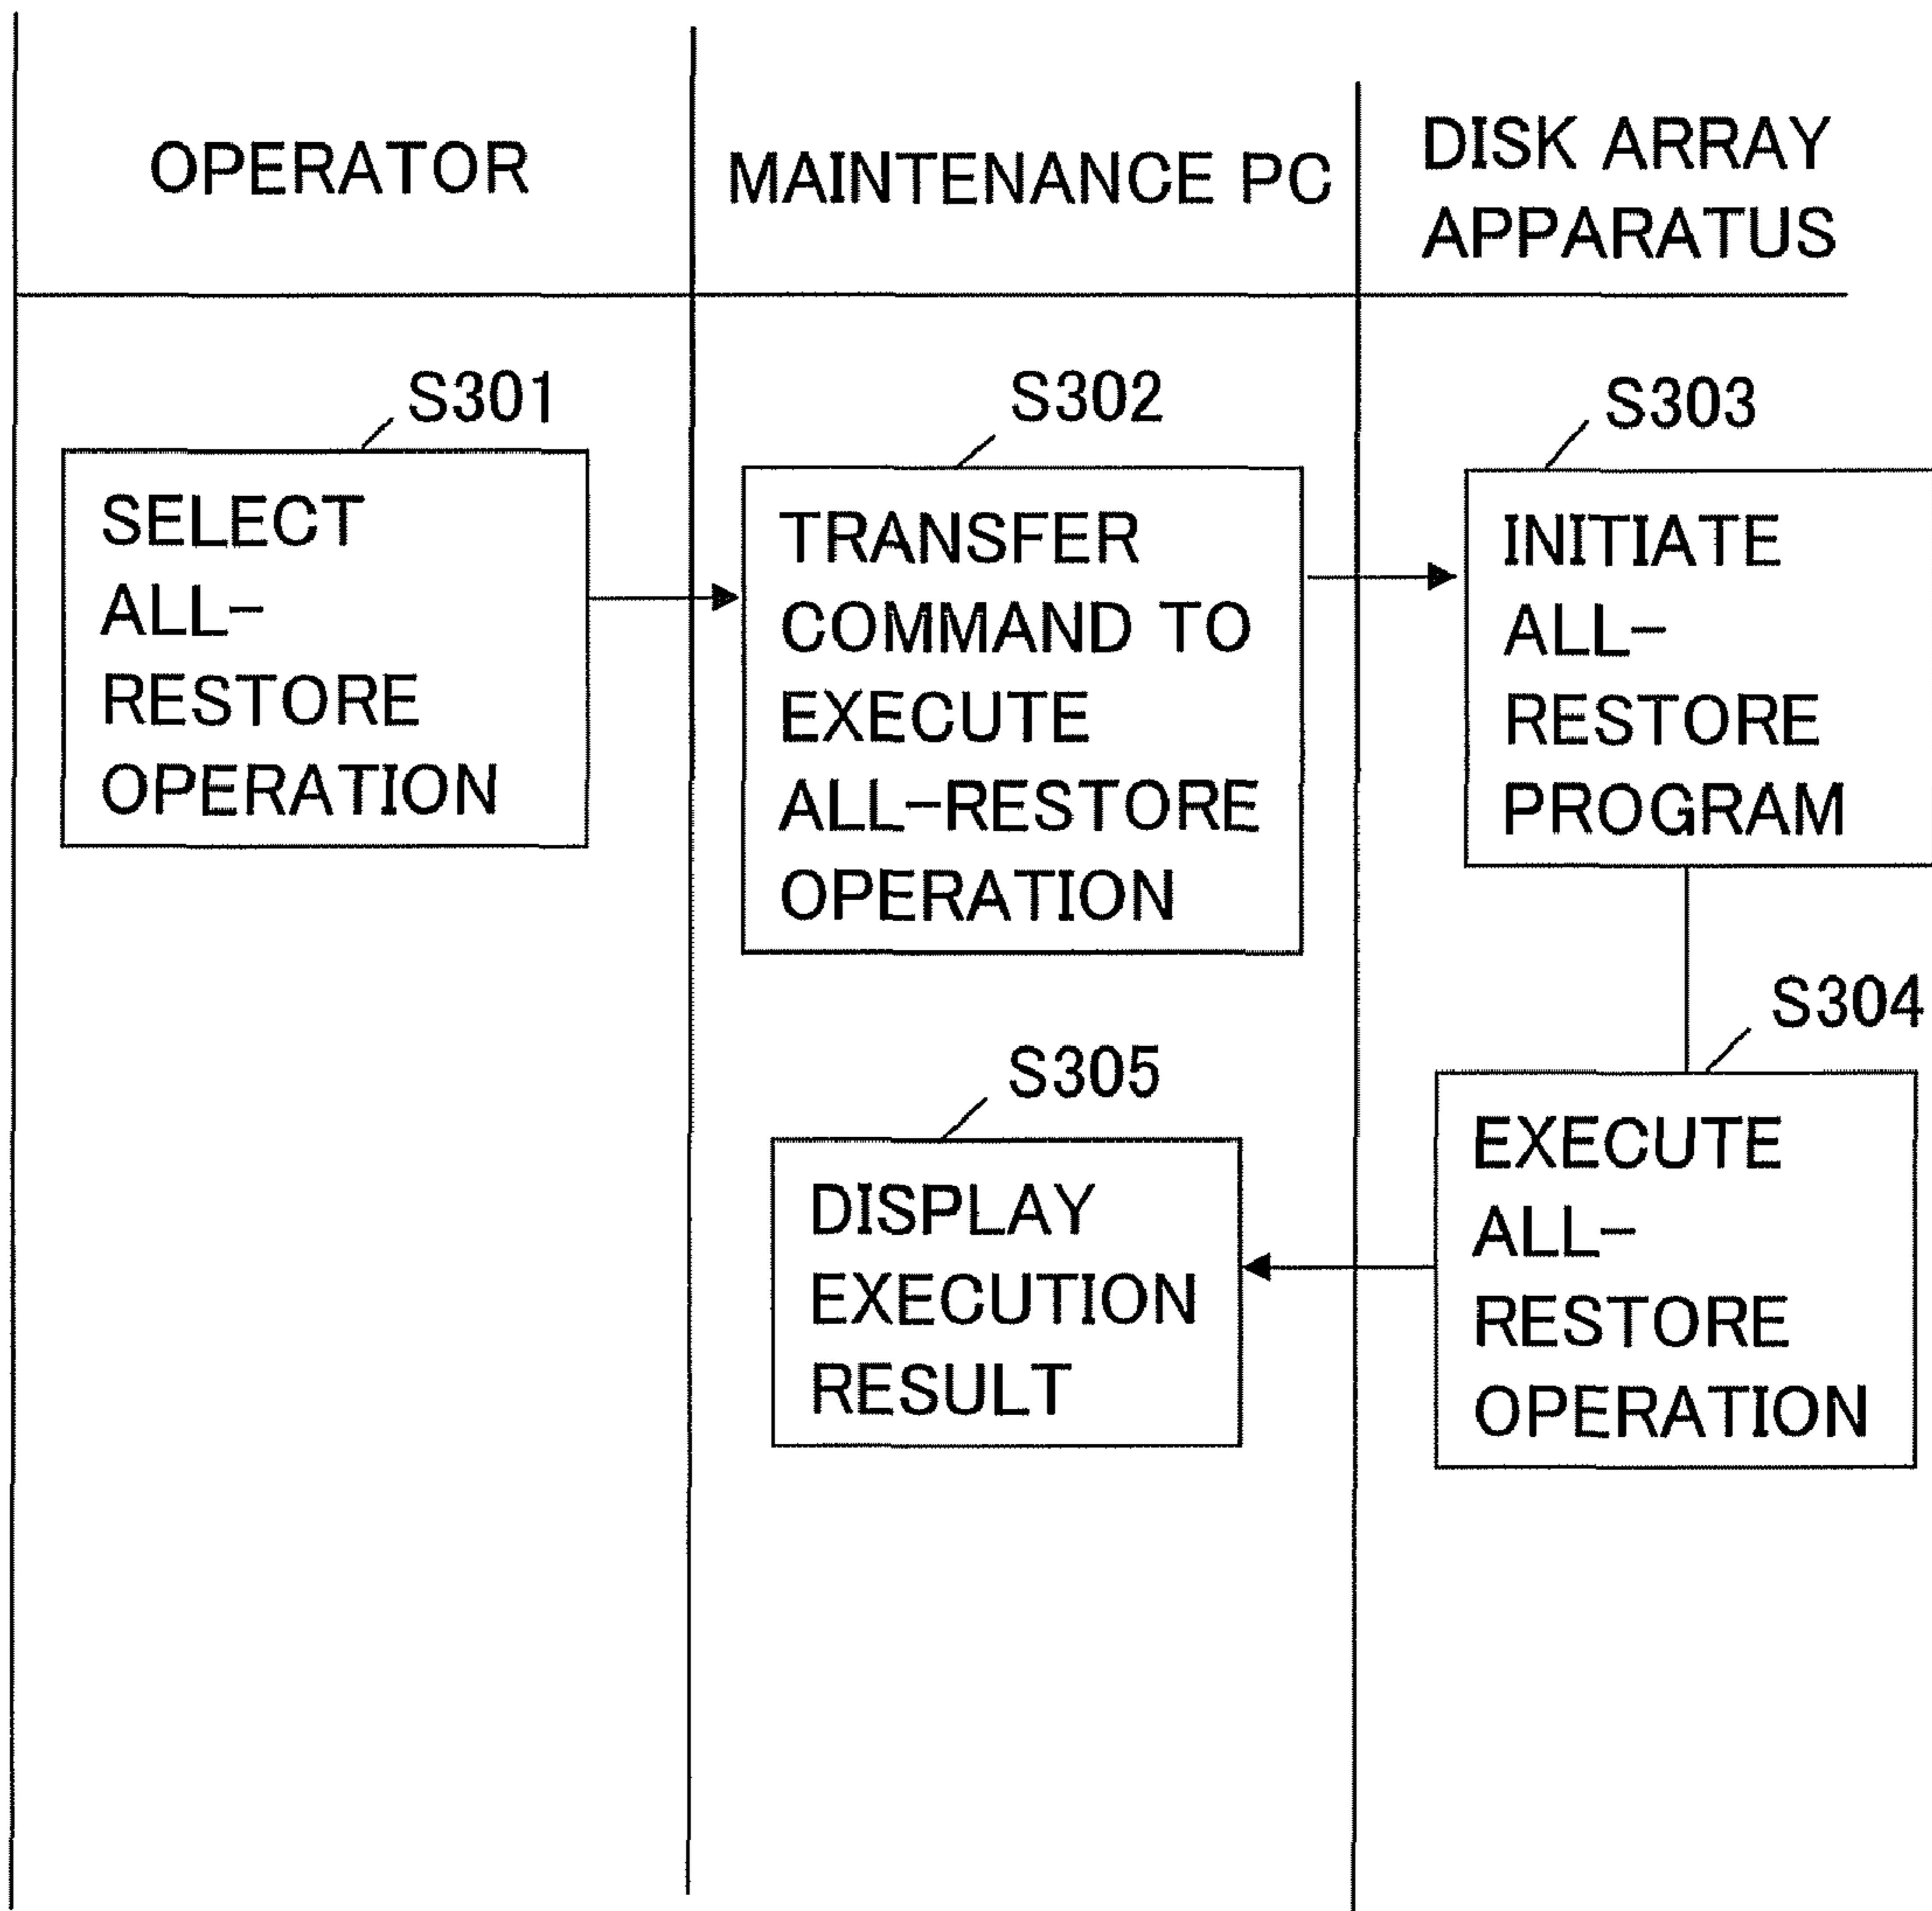 OPERATOR
MAINTENANCE PC
DISK ARRAY
APPARATUS
S301
SELECT
ALL-
RESTORE
OPERATION
S302
TRANSFER
COMMAND TO
EXECUTE
ALL-RESTORE
OPERATION
S303
INITIATE
ALL-
RESTORE
PROGRAM
S304
EXECUTE
ALL-
RESTORE
OPERATION
S305
DISPLAY
EXECUTION
RESULT